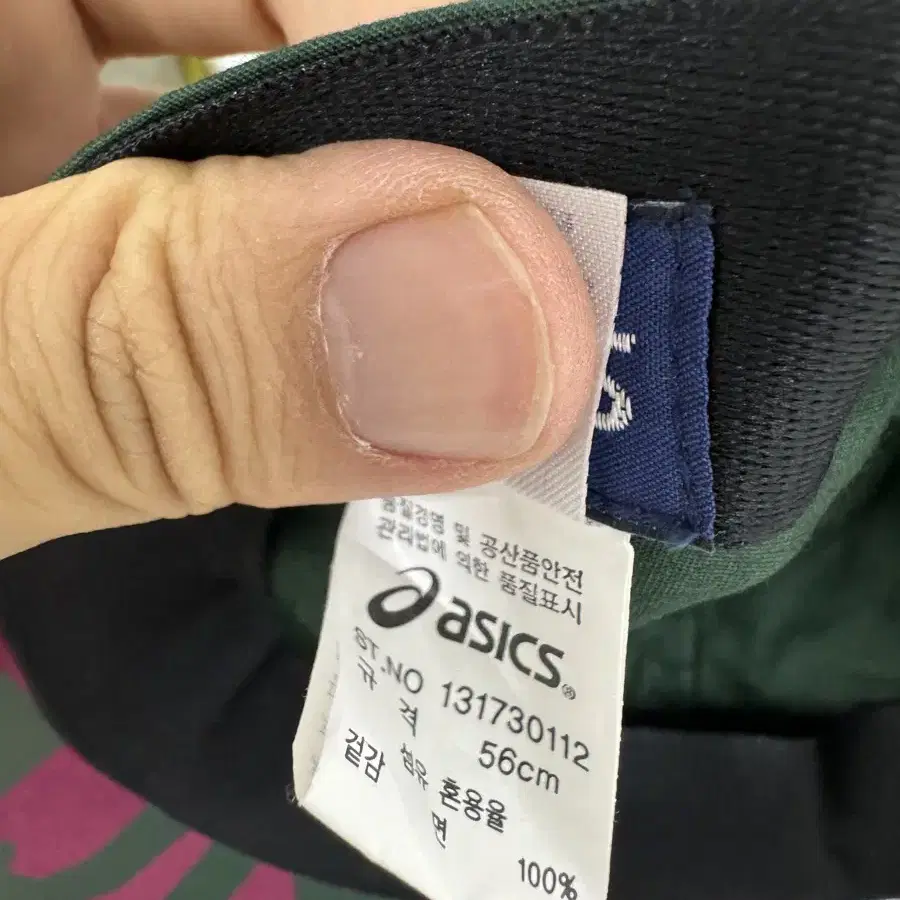 품질경영 및 공산품안전
관리법에 의한 품질표시
asics®
ST.NO 131730112
규 격 56cm
섬유 혼용율
겉감 면 100%